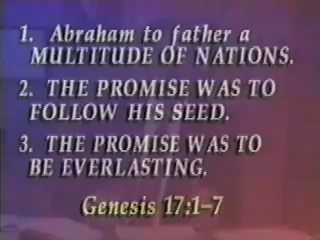 1. Abraham to father a
MULTITUDE OF NATIONS.
2. THE PROMISE WAS TO
FOLLOW HIS SEED.
3. THE PROMISE WAS TO
BE EVERLASTING.
Genesis 17:1-7